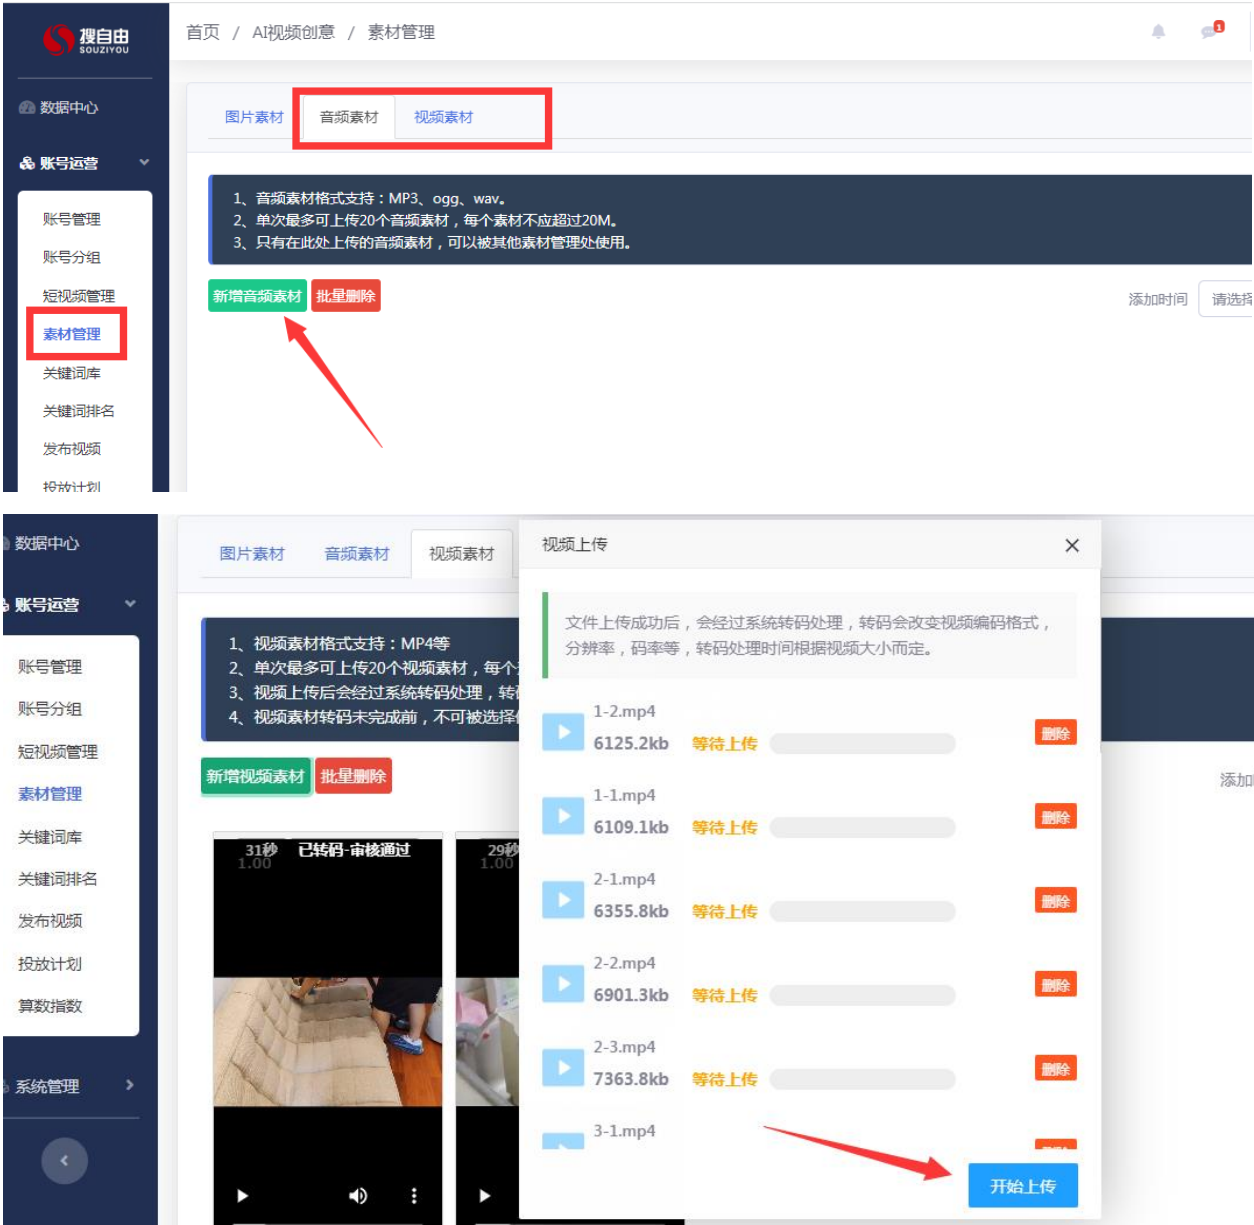 搜自由
SOUZIYOU
首页 / AI视频创意 / 素材管理
1
数据中心
账号运营
账号管理
账号分组
短视频管理
素材管理
关键词库
关键词排名
发布视频
投放计划
图片素材 音频素材 视频素材
1、音频素材格式支持：MP3、ogg、wav。
2、单次最多可上传20个音频素材，每个素材不应超过20M。
3、只有在此处上传的音频素材，可以被其他素材管理处使用。
新增音频素材 批量删除
添加时间 请选择
数据中心
账号运营
账号管理
账号分组
短视频管理
素材管理
关键词库
关键词排名
发布视频
投放计划
算数指数
系统管理
图片素材 音频素材 视频素材
1、视频素材格式支持：MP4等
2、单次最多可上传20个视频素材，每个
3、视频上传后会经过系统转码处理，转
4、视频素材转码未完成前，不可被选择
新增视频素材 批量删除
添加
31秒 已转码-审核通过
1.00
29秒
1.00
视频上传
文件上传成功后，会经过系统转码处理，转码会改变视频编码格式，
分辨率，码率等，转码处理时间根据视频大小而定。
1-2.mp4
6125.2kb 等待上传 删除
1-1.mp4
6109.1kb 等待上传 删除
2-1.mp4
6355.8kb 等待上传 删除
2-2.mp4
6901.3kb 等待上传 删除
2-3.mp4
7363.8kb 等待上传 删除
3-1.mp4
开始上传